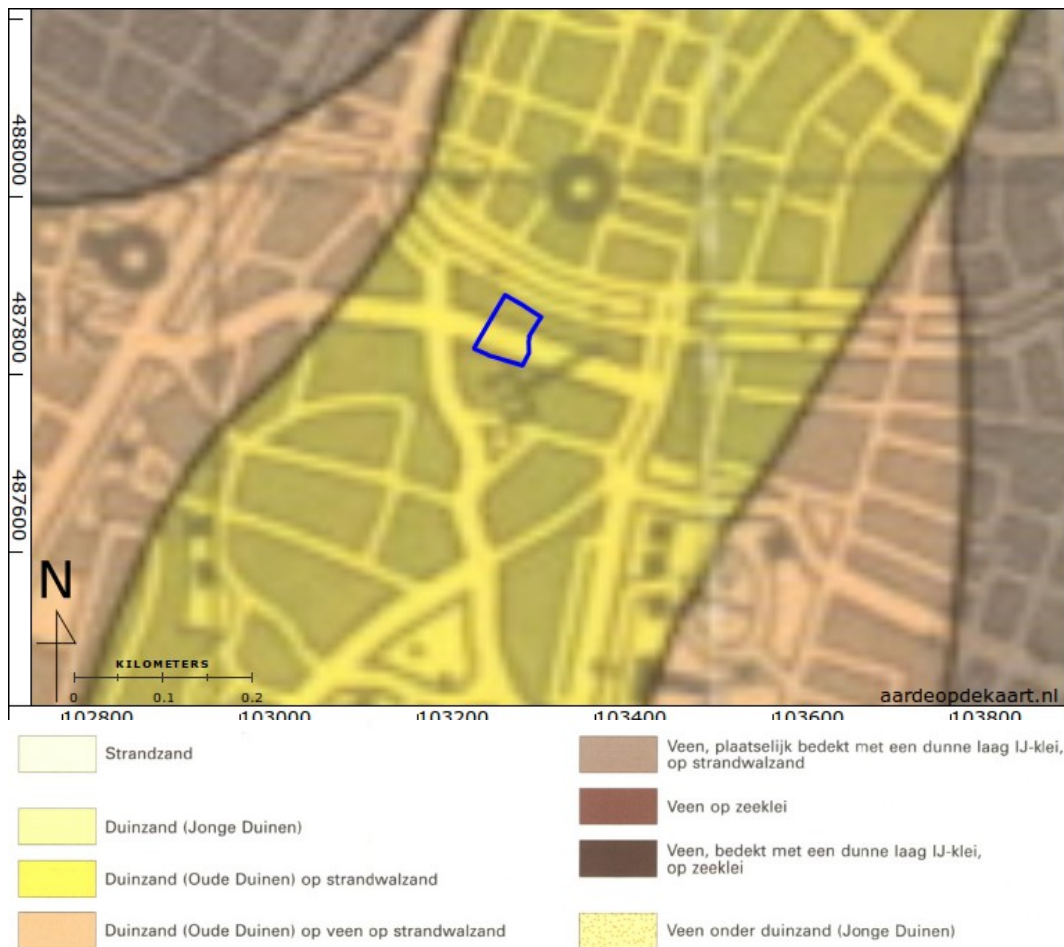 488000
487800
487600
N
KILOMETERS
0 0.1 0.2
aardeopdekaart.nl
102800 103000 103200 103400 103600 103800
Strandzand
Duinzand (Jonge Duinen)
Duinzand (Oude Duinen) op strandwalzand
Duinzand (Oude Duinen) op veen op strandwalzand
Veen, plaatselijk bedekt met een dunne laag IJ-klei,
op strandwalzand
Veen op zeeklei
Veen, bedekt met een dunne laag IJ-klei,
op zeeklei
Veen onder duinzand (Jonge Duinen)